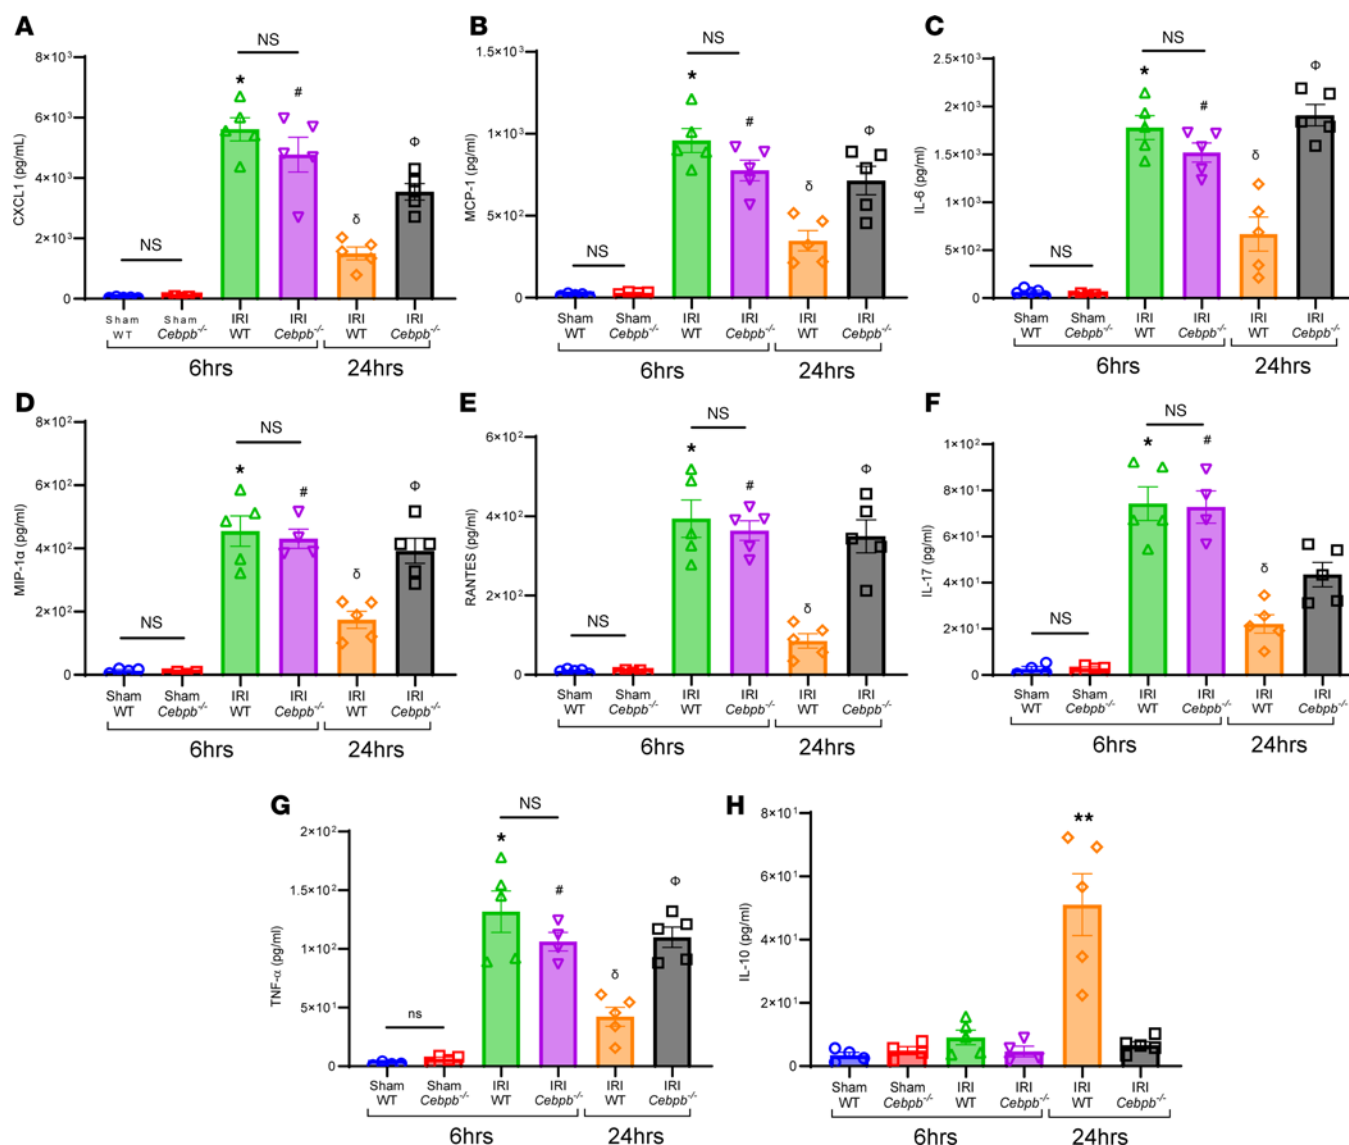 A
CXCL1 (pg/mL)
8×10³
6×10³
4×10³
2×10³
0
NS
NS
*
#
δ
Φ
Sham WT
Sham Cebpb-/-
IRI WT
IRI Cebpb-/-
IRI WT
IRI Cebpb-/-
6hrs
24hrs
B
MCP-1 (pg/ml)
1.5×10³
1×10³
5×10²
0
NS
NS
*
#
δ
Φ
Sham WT
Sham Cebpb-/-
IRI WT
IRI Cebpb-/-
IRI WT
IRI Cebpb-/-
6hrs
24hrs
C
IL-6 (pg/ml)
2.5×10³
2×10³
1.5×10³
1×10³
5×10²
0
NS
NS
*
#
δ
Φ
Sham WT
Sham Cebpb-/-
IRI WT
IRI Cebpb-/-
IRI WT
IRI Cebpb-/-
6hrs
24hrs
D
MIP-1α (pg/ml)
8×10²
6×10²
4×10²
2×10²
0
NS
NS
*
#
δ
Φ
Sham WT
Sham Cebpb-/-
IRI WT
IRI Cebpb-/-
IRI WT
IRI Cebpb-/-
6hrs
24hrs
E
RANTES (pg/ml)
6×10²
4×10²
2×10²
0
NS
NS
*
#
δ
Φ
Sham WT
Sham Cebpb-/-
IRI WT
IRI Cebpb-/-
IRI WT
IRI Cebpb-/-
6hrs
24hrs
F
IL-17 (pg/ml)
1×10²
8×10¹
6×10¹
4×10¹
2×10¹
0
NS
NS
*
#
δ
Sham WT
Sham Cebpb-/-
IRI WT
IRI Cebpb-/-
IRI WT
IRI Cebpb-/-
6hrs
24hrs
G
TNF-α (pg/ml)
2×10²
1.5×10²
1×10²
5×10¹
0
ns
NS
*
#
δ
Φ
Sham WT
Sham Cebpb-/-
IRI WT
IRI Cebpb-/-
IRI WT
IRI Cebpb-/-
6hrs
24hrs
H
IL-10 (pg/ml)
8×10¹
6×10¹
4×10¹
2×10¹
0
**
Sham WT
Sham Cebpb-/-
IRI WT
IRI Cebpb-/-
IRI WT
IRI Cebpb-/-
6hrs
24hrs